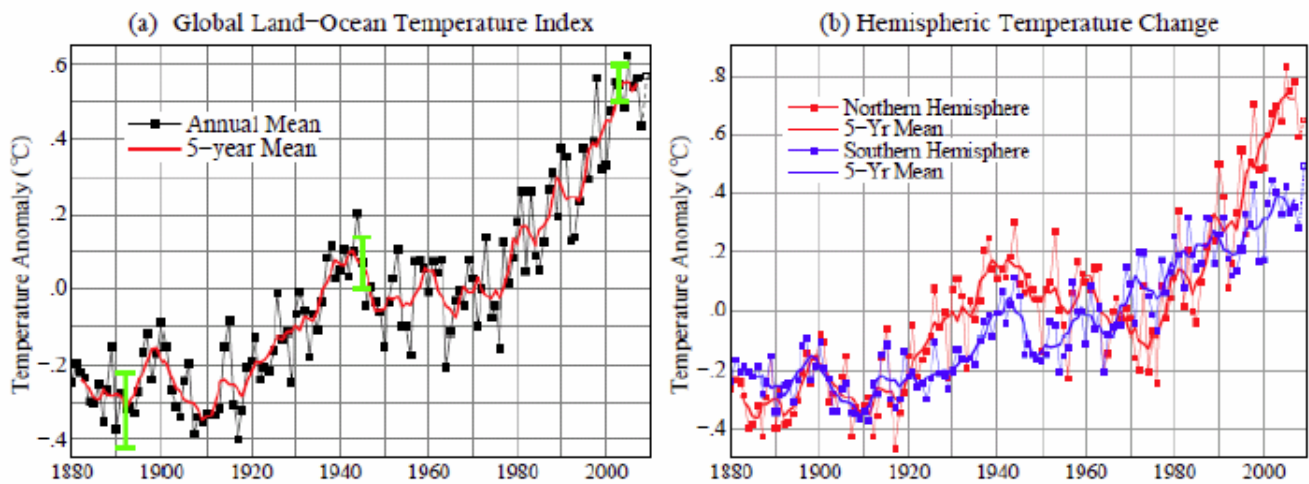 (a) Global Land−Ocean Temperature Index
.6
.4
.2
.0
−.2
−.4
Temperature Anomaly (°C)
Annual Mean
5−year Mean
1880 1900 1920 1940 1960 1980 2000
(b) Hemispheric Temperature Change
.8
.6
.4
.2
.0
−.2
−.4
Temperature Anomaly (°C)
Northern Hemisphere
5−Yr Mean
Southern Hemisphere
5−Yr Mean
1880 1900 1920 1940 1960 1980 2000